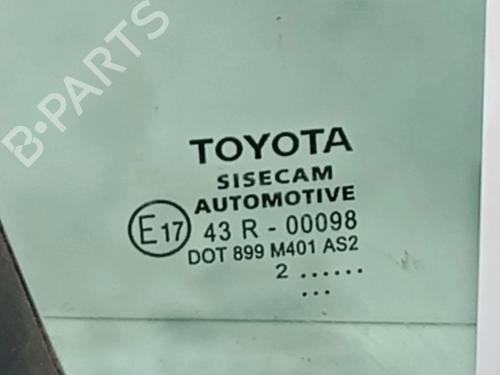 B-PARTS
TOYOTA
SISECAM
AUTOMOTIVE
E17 43 R - 00098
DOT 899 M401 AS2
2 ......
...